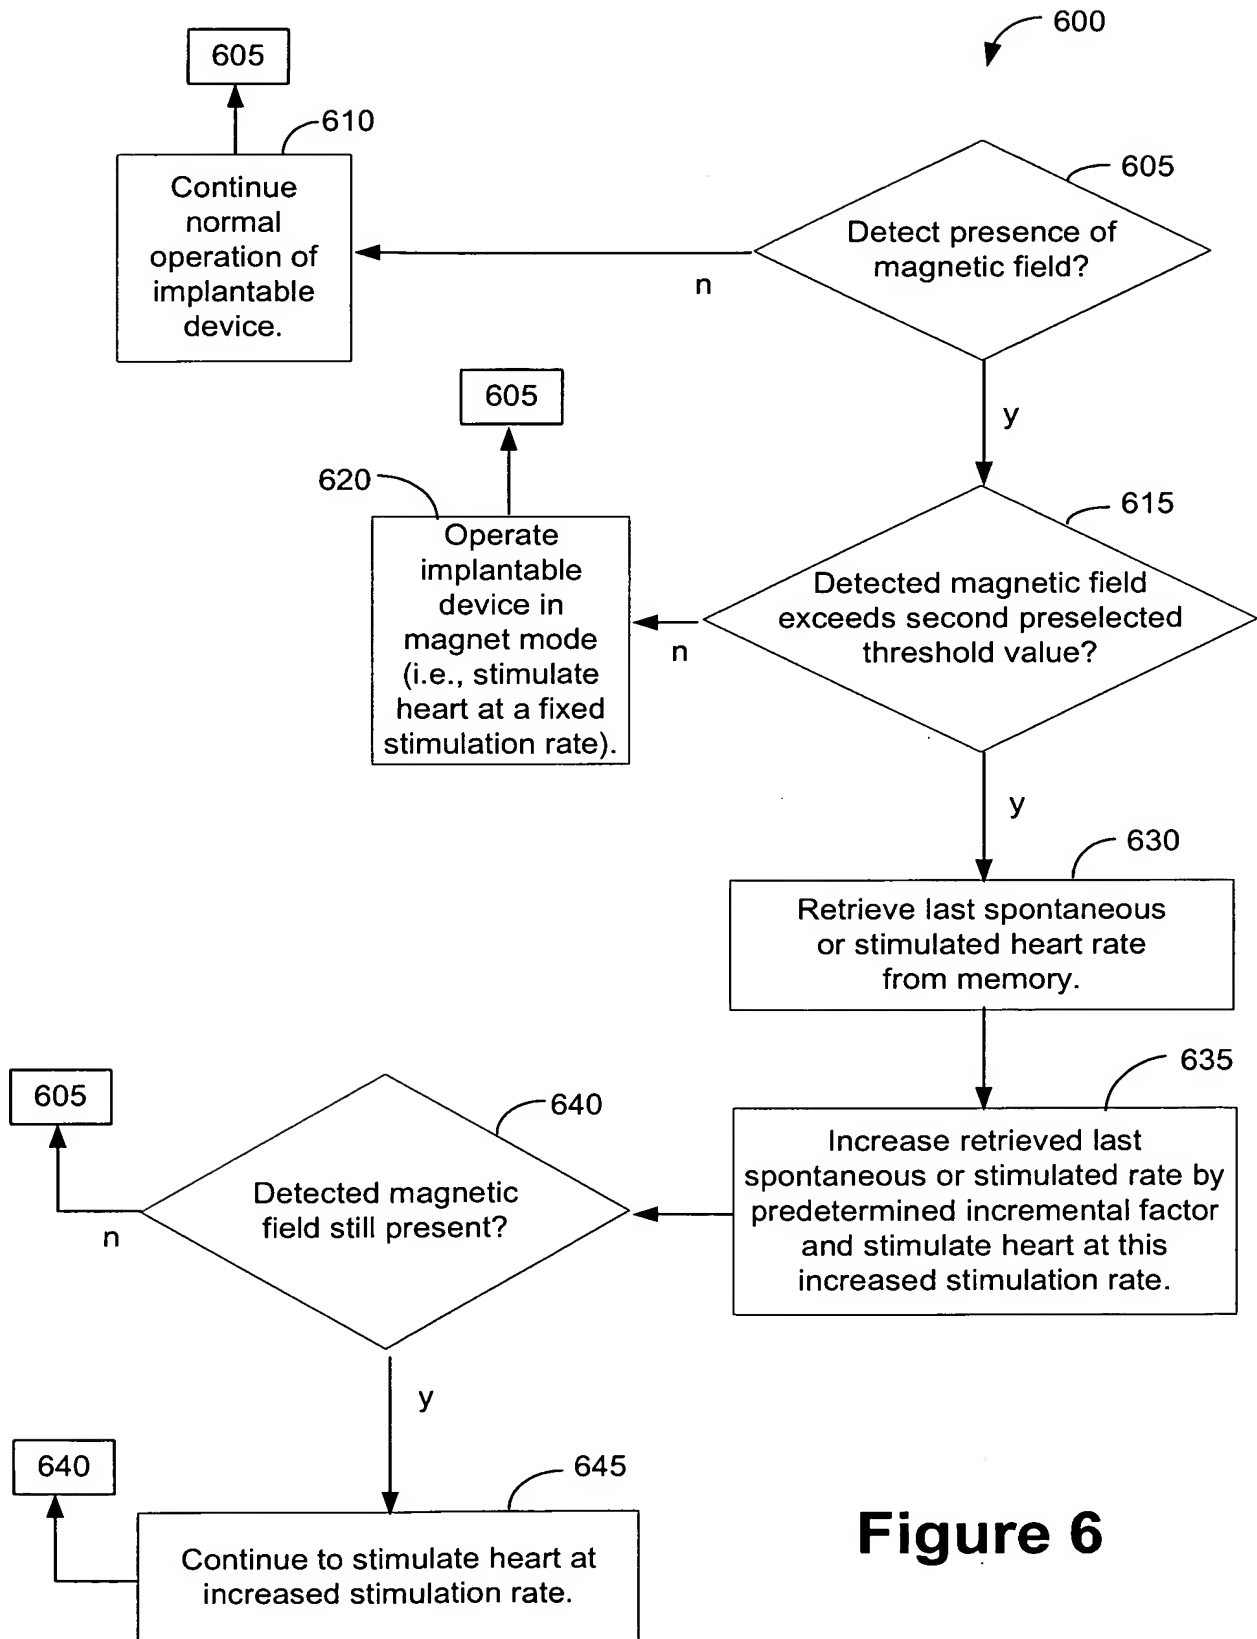 600
605
610
Continue
normal
operation of
implantable
device.
605
Detect presence of
magnetic field?
n
y
605
620
Operate
implantable
device in
magnet mode
(i.e., stimulate
heart at a fixed
stimulation rate).
615
Detected magnetic field
exceeds second preselected
threshold value?
n
y
630
Retrieve last spontaneous
or stimulated heart rate
from memory.
635
Increase retrieved last
spontaneous or stimulated rate by
predetermined incremental factor
and stimulate heart at this
increased stimulation rate.
605
640
Detected magnetic
field still present?
n
y
640
645
Continue to stimulate heart at
increased stimulation rate.
Figure 6